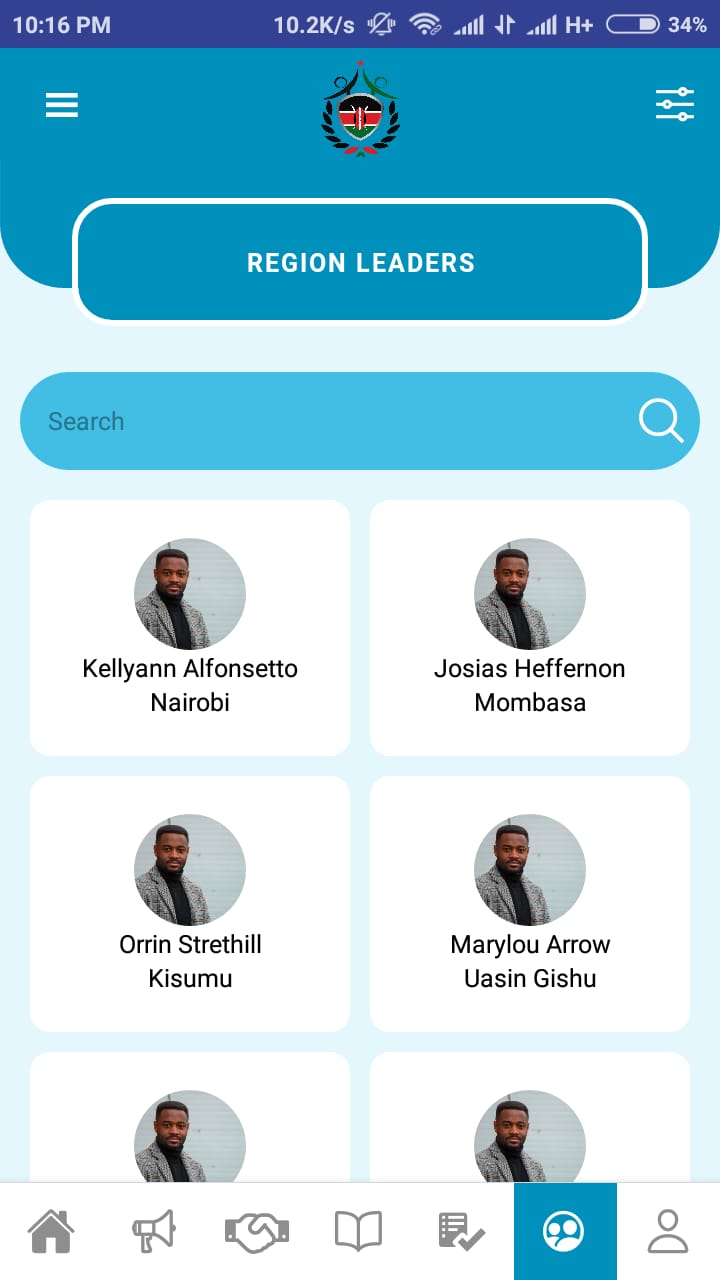 10:16 PM 10.2K/s H+ 34%
REGION LEADERS
Search
Kellyann Alfonsetto
Nairobi
Josias Heffernon
Mombasa
Orrin Strethill
Kisumu
Marylou Arrow
Uasin Gishu